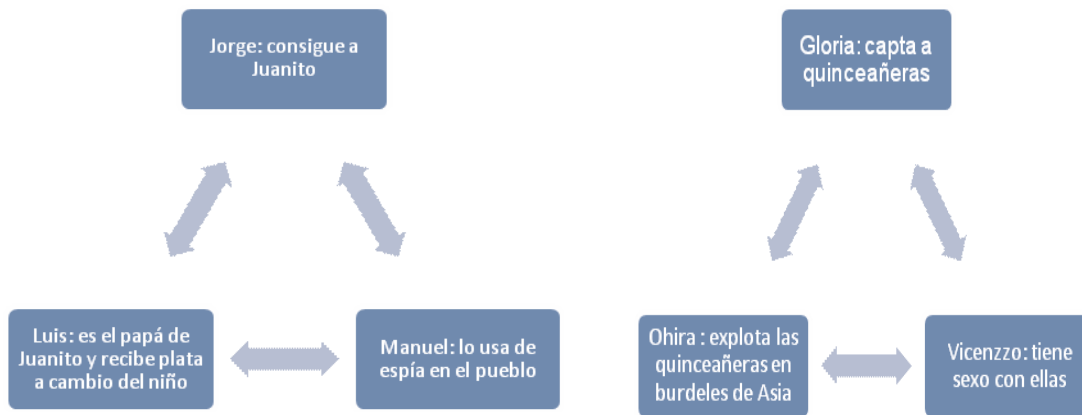 Jorge: consigue a
Juanito
Gloria: capta a
quinceañeras
Luis: es el papá de
Juanito y recibe plata
a cambio del niño
Manuel: lo usa de
espía en el pueblo
Ohira : explota las
quinceañeras en
burdeles de Asia
Vicenzzo: tiene
sexo con ellas